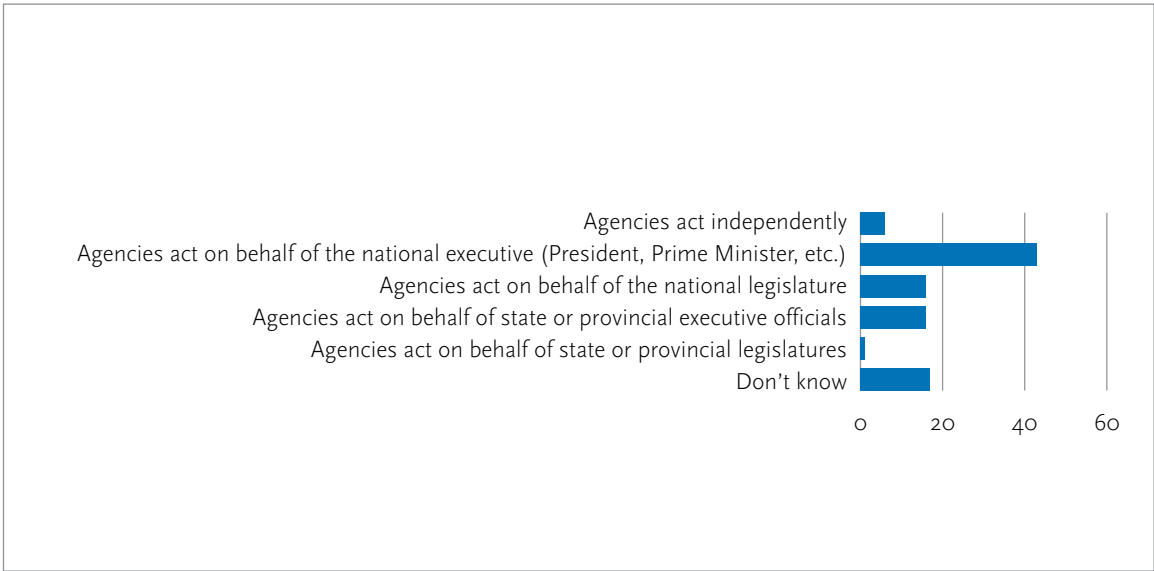 Agencies act independently
Agencies act on behalf of the national executive (President, Prime Minister, etc.)
Agencies act on behalf of the national legislature
Agencies act on behalf of state or provincial executive officials
Agencies act on behalf of state or provincial legislatures
Don’t know
0 20 40 60